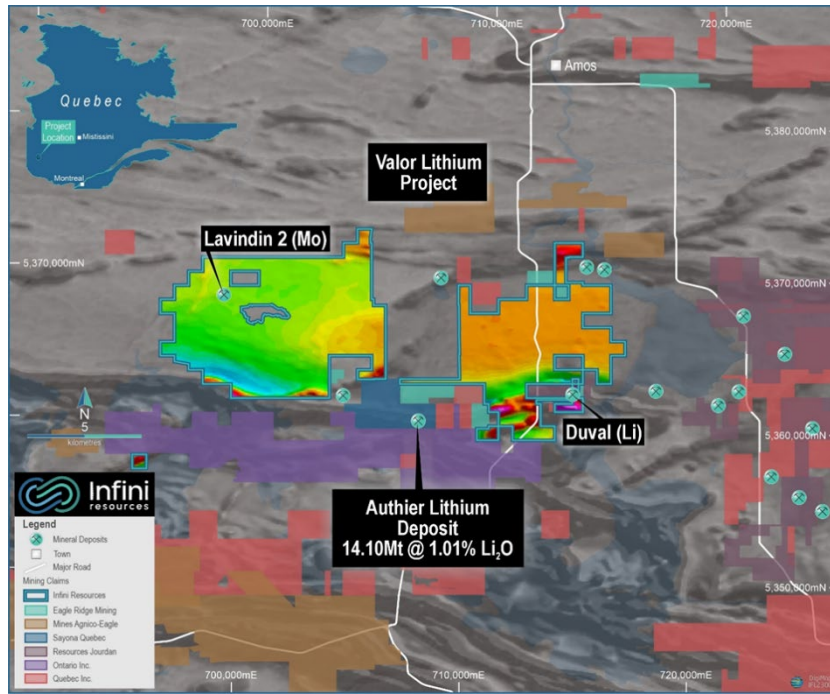 700,000mE
710,000mE
720,000mE
Quebec
Project
Location
Mistissini
Montreal
Amos
5,380,000mN
Valor Lithium
Project
Lavindin 2 (Mo)
5,370,000mN
5,370,000mN
N
5
kilometres
Duval (Li)
5,360,000mN
Authier Lithium
Deposit
14.10Mt @ 1.01% Li₂O
Infini
resources
Legend
Mineral Deposits
Town
Major Road
Mining Claims
Infini Resources
Eagle Ridge Mining
Mines Agnico-Eagle
Sayona Quebec
Resources Jourdan
Ontario Inc.
Quebec Inc.
5,350,000mN
700,000mE
710,000mE
720,000mE